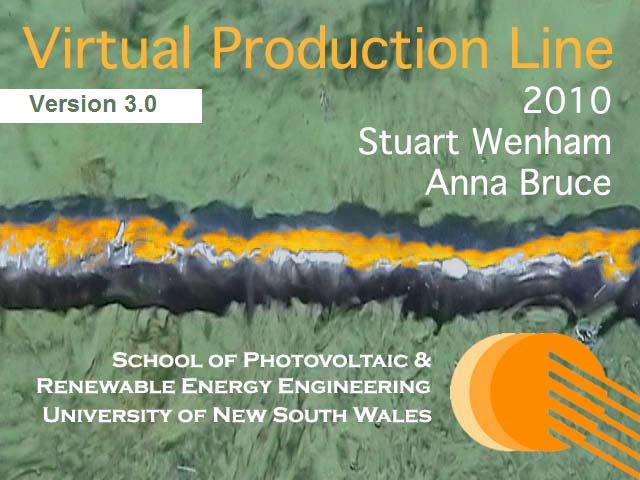 Virtual Production Line
Version 3.0
2010
Stuart Wenham
Anna Bruce
SCHOOL OF PHOTOVOLTAIC &
RENEWABLE ENERGY ENGINEERING
UNIVERSITY OF NEW SOUTH WALES